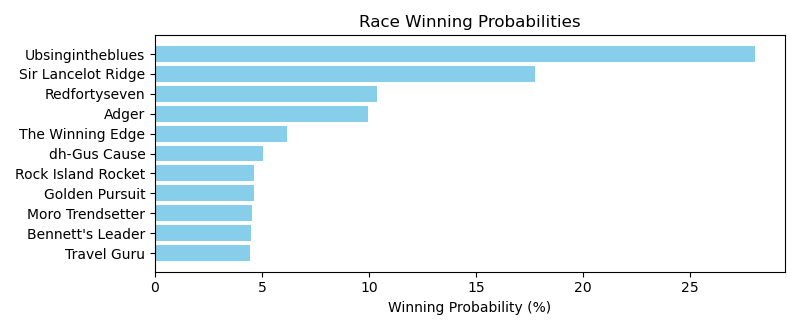 Race Winning Probabilities
Ubsingintheblues
Sir Lancelot Ridge
Redfortyseven
Adger
The Winning Edge
dh-Gus Cause
Rock Island Rocket
Golden Pursuit
Moro Trendsetter
Bennett's Leader
Travel Guru
0 5 10 15 20 25
Winning Probability (%)